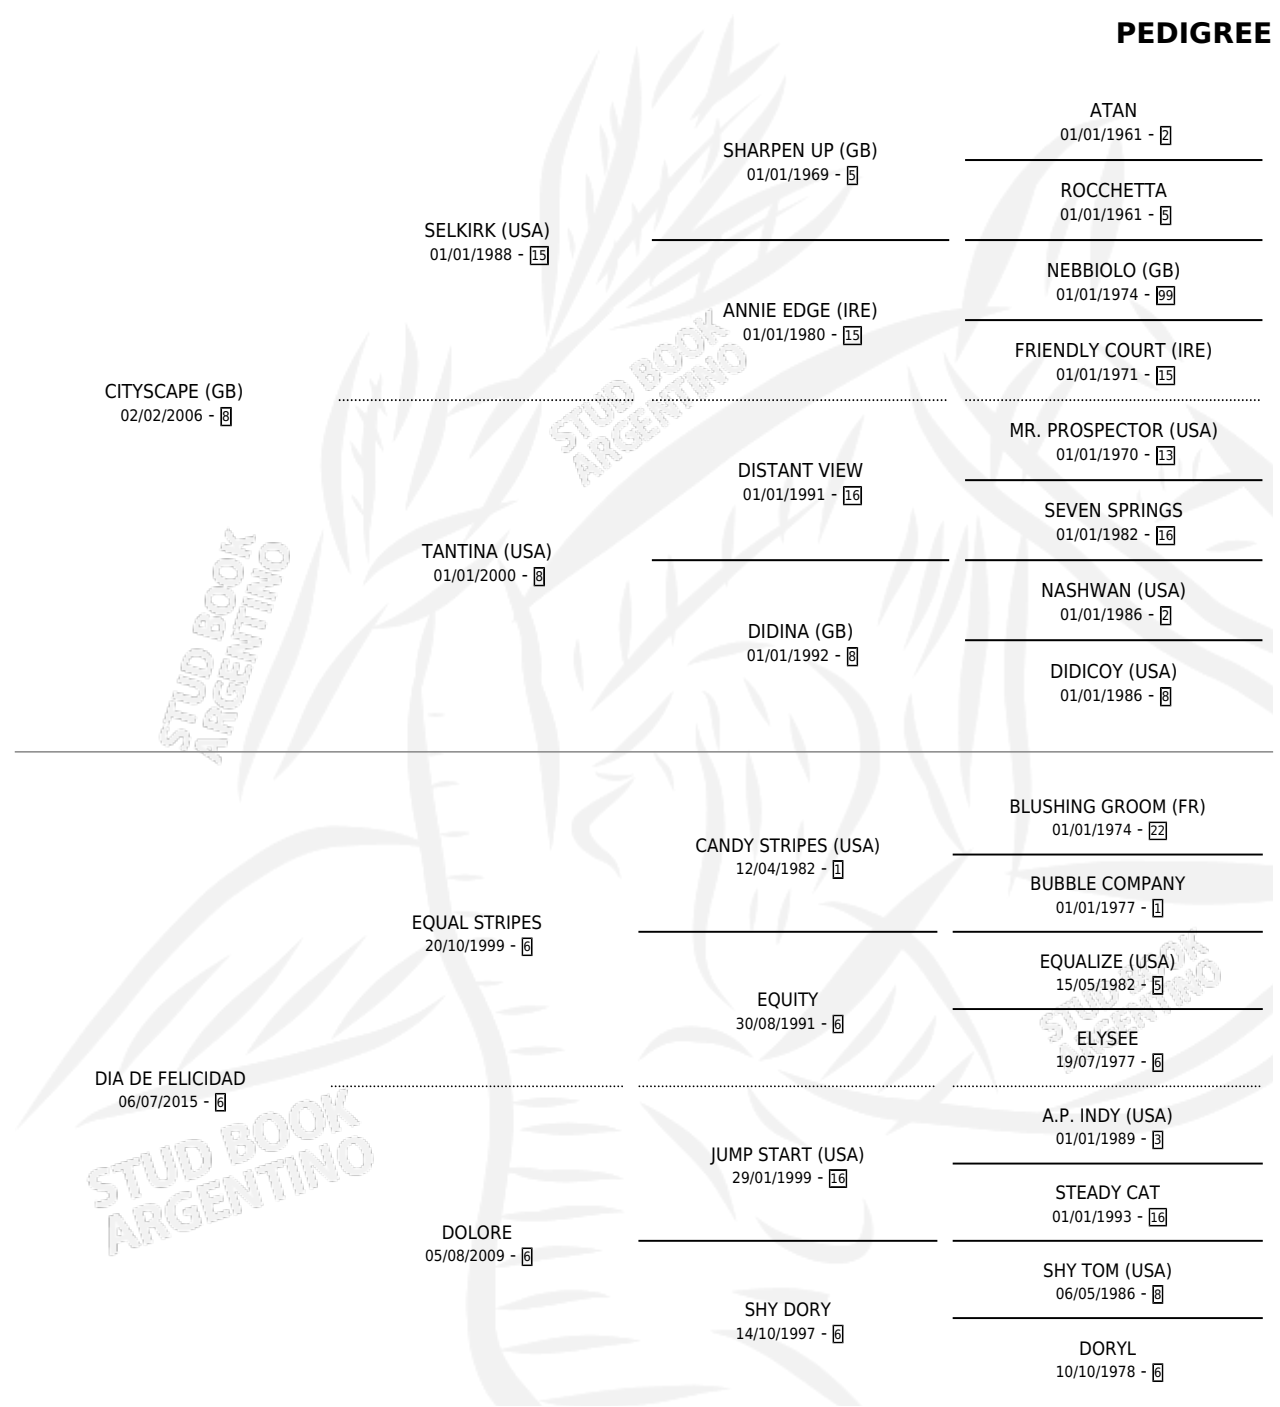 PEDIGREE
ATAN
01/01/1961 - 2
SHARPEN UP (GB)
01/01/1969 - 5
ROCCHETTA
01/01/1961 - 5
SELKIRK (USA)
01/01/1988 - 15
NEBBIOLO (GB)
01/01/1974 - 99
ANNIE EDGE (IRE)
01/01/1980 - 15
FRIENDLY COURT (IRE)
01/01/1971 - 15
CITYSCAPE (GB)
02/02/2006 - 8
STUD BOOK
ARGENTINO
MR. PROSPECTOR (USA)
01/01/1970 - 13
DISTANT VIEW
01/01/1991 - 16
SEVEN SPRINGS
01/01/1982 - 16
TANTINA (USA)
01/01/2000 - 8
NASHWAN (USA)
01/01/1986 - 2
DIDINA (GB)
01/01/1992 - 8
DIDICOY (USA)
01/01/1986 - 8
STUD BOOK
ARGENTINO
BLUSHING GROOM (FR)
01/01/1974 - 22
CANDY STRIPES (USA)
12/04/1982 - 1
BUBBLE COMPANY
01/01/1977 - 1
EQUAL STRIPES
20/10/1999 - 6
EQUALIZE (USA)
15/05/1982 - 5
EQUITY
30/08/1991 - 6
STUD BOOK
ARGENTINO
ELYSEE
19/07/1977 - 6
DIA DE FELICIDAD
06/07/2015 - 6
STUD BOOK
ARGENTINO
A.P. INDY (USA)
01/01/1989 - 3
JUMP START (USA)
29/01/1999 - 16
STEADY CAT
01/01/1993 - 16
DOLORE
05/08/2009 - 6
SHY TOM (USA)
06/05/1986 - 8
SHY DORY
14/10/1997 - 6
DORYL
10/10/1978 - 6